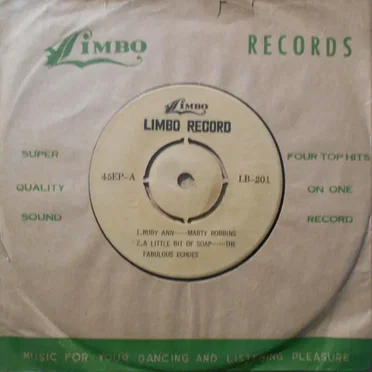 LIMBO RECORDS
LIMBO
LIMBO RECORD
SUPER
QUALITY
SOUND
45EP-A
LB-201
FOUR TOP HITS
ON ONE
RECORD
1.RUBY ANN----MARTY ROBBINS
2.A LITTLE BIT OF SOAP----THE
FABULOUS ECHOES
MUSIC FOR YOUR DANCING AND LISTENING PLEASURE